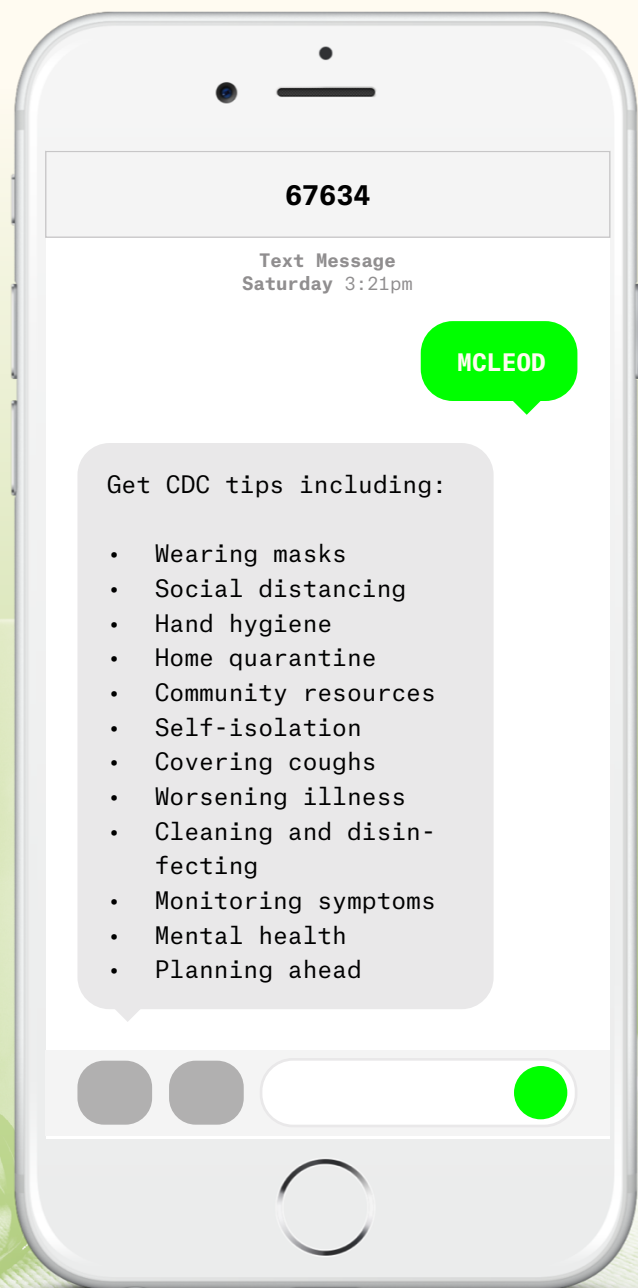 67634
Text Message
Saturday 3:21pm
MCLEOD
Get CDC tips including:
• Wearing masks
• Social distancing
• Hand hygiene
• Home quarantine
• Community resources
• Self-isolation
• Covering coughs
• Worsening illness
• Cleaning and disin-
fecting
• Monitoring symptoms
• Mental health
• Planning ahead